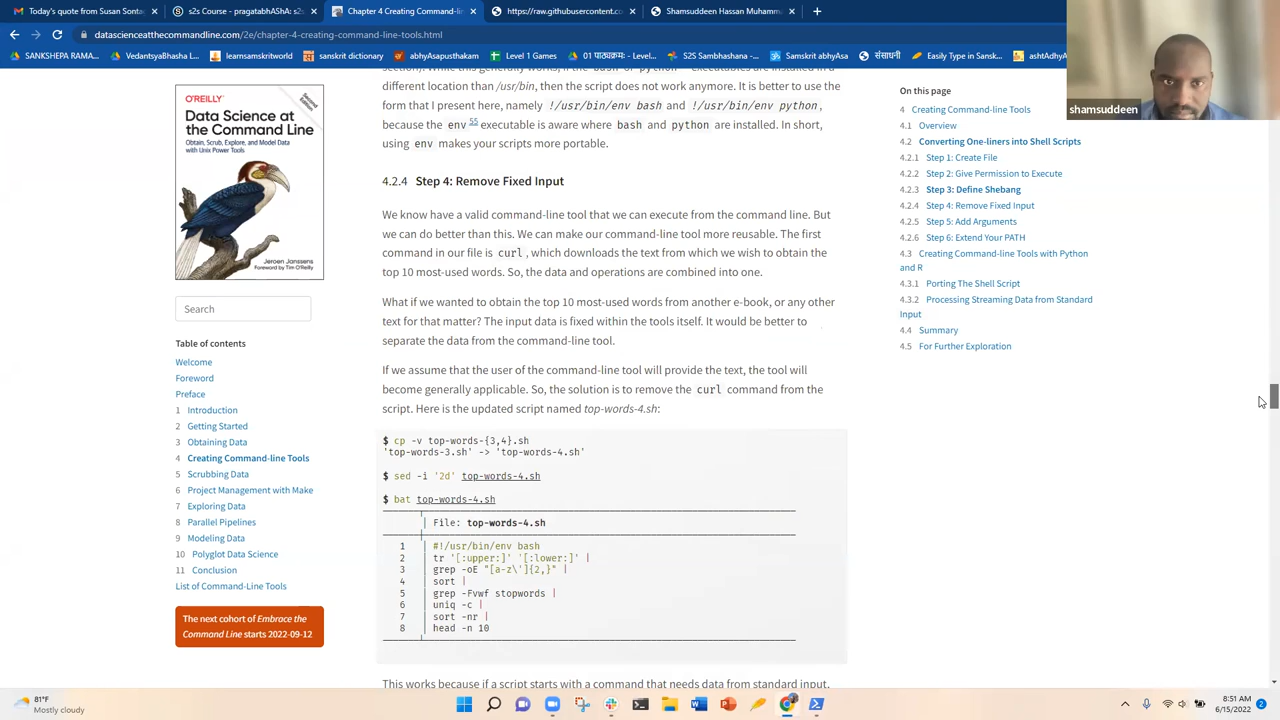 Today's quote from Susan Sontag
s2s Course - s2s
Chapter 4 Creating Command-lin
https://raw.githubusercontent.co
Shamsuddeen Hassan Muhamm
datascienceatthecommandline.com/2e/chapter-4-creating-command-line-tools.html
SANKSHEPA RAMA...
VedantsyaBhasha L...
learnsamskritworld
sanskrit dictionary
abhyAsapustakam
Level 1 Games
01 पाठ्यक्रमः
S2S Sambhashana -
Samskrit Abhyas
संसाधनी
Easily Type in Sansk...
ashtAdhya
shamsuddeen
O'REILLY
Second Edition
Data Science at
the Command Line
Obtain, Scrub, Explore, and Model Data
with Unix Power Tools
Jeroen Janssens
Foreword by Tim O'Reilly
Search
Table of contents
Welcome
Foreword
Preface
1 Introduction
2 Getting Started
3 Obtaining Data
4 Creating Command-line Tools
5 Scrubbing Data
6 Project Management with Make
7 Exploring Data
8 Parallel Pipelines
9 Modeling Data
10 Polyglot Data Science
11 Conclusion
List of Command-Line Tools
The next cohort of Embrace the
Command Line starts 2022-09-12
different location than /usr/bin, then the script does not work anymore. It is better to use the
form that I present here, namely !/usr/bin/env bash and !/usr/bin/env python,
because the env 55 executable is aware where bash and python are installed. In short,
using env makes your scripts more portable.
4.2.4 Step 4: Remove Fixed Input
We know have a valid command-line tool that we can execute from the command line. But
we can do better than this. We can make our command-line tool more reusable. The first
command in our file is curl, which downloads the text from which we wish to obtain the
top 10 most-used words. So, the data and operations are combined into one.
What if we wanted to obtain the top 10 most-used words from another e-book, or any other
text for that matter? The input data is fixed within the tools itself. It would be better to
separate the data from the command-line tool.
If we assume that the user of the command-line tool will provide the text, the tool will
become generally applicable. So, the solution is to remove the curl command from the
script. Here is the updated script named top-words-4.sh:
$ cp -v top-words-{3,4}.sh
'top-words-3.sh' -> 'top-words-4.sh'
$ sed -i '2d' top-words-4.sh
$ bat top-words-4.sh
File: top-words-4.sh
1 #!/usr/bin/env bash
2 tr '[:upper:]' '[:lower:]' |
3 grep -oE "[a-z\']{2,}" |
4 sort |
5 grep -Fvwf stopwords |
6 uniq -c |
7 sort -nr |
8 head -n 10
This works because if a script starts with a command that needs data from standard input,
On this page
4 Creating Command-line Tools
4.1 Overview
4.2 Converting One-liners into Shell Scripts
4.2.1 Step 1: Create File
4.2.2 Step 2: Give Permission to Execute
4.2.3 Step 3: Define Shebang
4.2.4 Step 4: Remove Fixed Input
4.2.5 Step 5: Add Arguments
4.2.6 Step 6: Extend Your PATH
4.3 Creating Command-line Tools with Python
and R
4.3.1 Porting The Shell Script
4.3.2 Processing Streaming Data from Standard
Input
4.4 Summary
4.5 For Further Exploration
81°F
Mostly cloudy
8:51 AM
6/15/2022
2